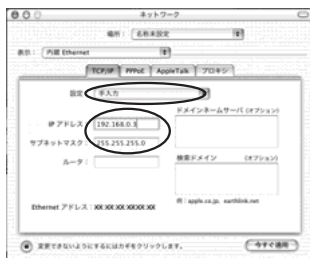 ネットワーク
場所： 名称未設定
表示： 内蔵 Ethernet
TCP/IP PPPoE AppleTalk プロキシ
設定： 手入力
ドメインネームサーバ (オプション)
IP アドレス： 192.168.0.3
サブネットマスク： 255.255.255.0
ルータ：
検索ドメイン (オプション)
Ethernet アドレス： XX XX XX XX XX XX
例：apple.co.jp, earthlink.net
変更できないようにするにはカギをクリックします。
今すぐ適用